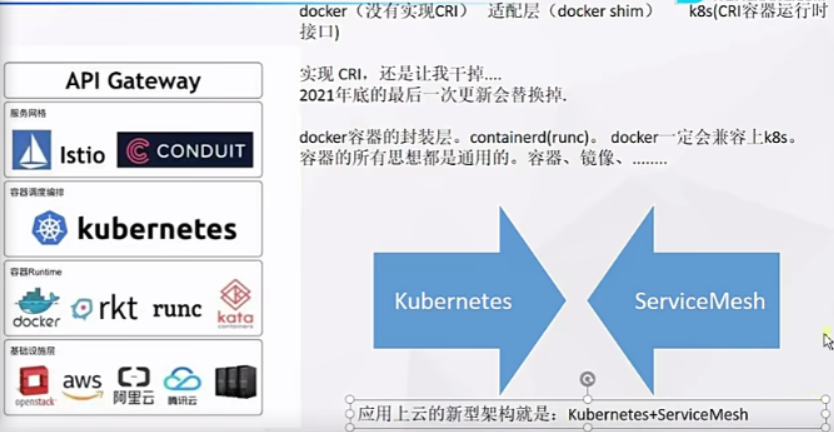 docker（没有实现CRI） 适配层（docker shim） k8s(CRI容器运行时
接口)
实现 CRI，还是让我干掉....
2021年底的最后一次更新会替换掉.
docker容器的封装层。containerd(runc)。 docker一定会兼容上k8s。
容器的所有思想都是通用的。容器、镜像、........
API Gateway
服务网格
Istio
CONDUIT
容器调度编排
kubernetes
容器Runtime
docker
rkt
runc
kata
containers
基础设施层
openstack
aws
阿里云
腾讯云
Kubernetes
ServiceMesh
应用上云的新型架构就是：Kubernetes+ServiceMesh